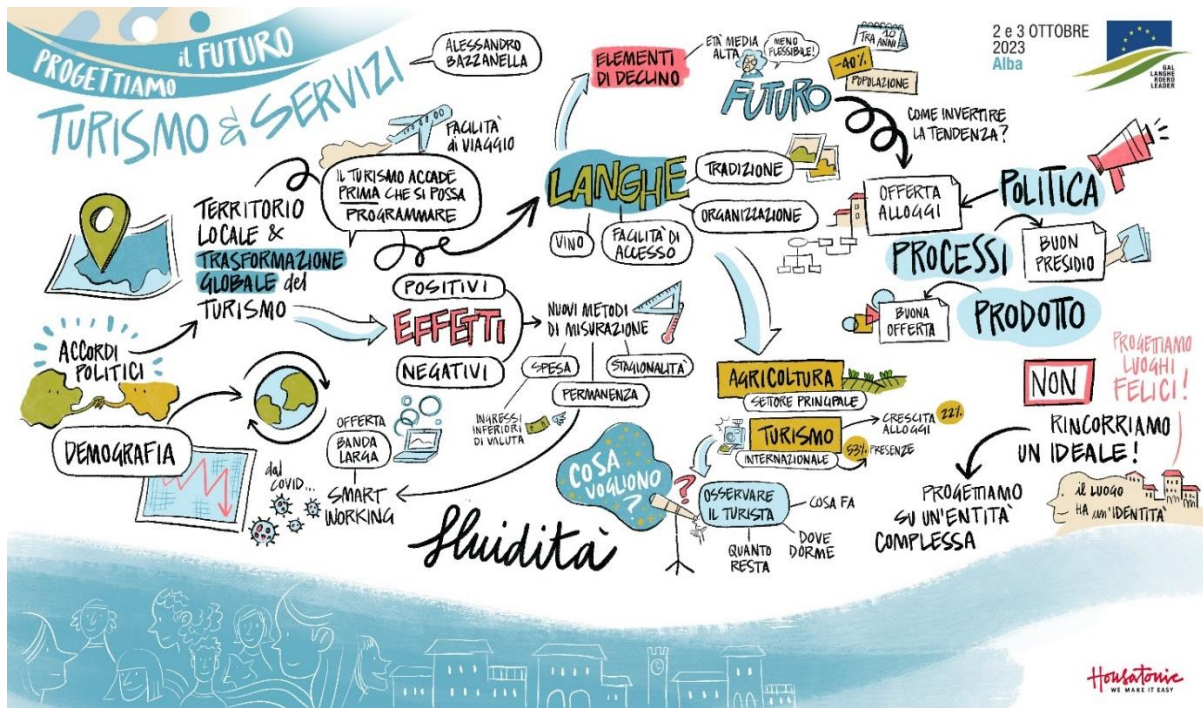 PROGETTIAMO
il FUTURO
TURISMO & SERVIZI
ALESSANDRO
BAZZANELLA
FACILITÀ
di VIAGGIO
IL TURISMO ACCADE
PRIMA CHE SI POSSA
PROGRAMMARE
TERRITORIO
LOCALE &
TRASFORMAZIONE
GLOBALE del
TURISMO
ACCORDI
POLITICI
DEMOGRAFIA
dal
COVID...
POSITIVI
EFFETTI
NEGATIVI
NUOVI METODI
DI MISURAZIONE
SPESA
STAGIONALITÀ
PERMANENZA
INGRESSI
INFERIORI
DI VALUTA
OFFERTA
BANDA
LARGA
SMART
WORKING
fluidità
ELEMENTI
DI DECLINO
ETÀ MEDIA
ALTA
MENO
FLESSIBILE!
TRA 10
ANNI
-40%
POPOLAZIONE
FUTURO
LANGHE
TRADIZIONE
ORGANIZZAZIONE
VINO
FACILITÀ DI
ACCESSO
COME INVERTIRE
LA TENDENZA?
OFFERTA
ALLOGGI
POLITICA
PROCESSI
BUON
PRESIDIO
BUONA
OFFERTA
PRODOTTO
AGRICOLTURA
SETTORE PRINCIPALE
TURISMO
INTERNAZIONALE
CRESCITA
ALLOGGI
22%
53% PRESENZE
COSA
VOGLIONO
?
?
OSSERVARE
IL TURISTA
COSA FA
DOVE
DORME
QUANTO
RESTA
NON
RINCORRIAMO
UN IDEALE!
PROGETTIAMO
SU UN'ENTITÀ
COMPLESSA
PROGETTIAMO
LUOGHI
FELICI!
il LUOGO
HA un'IDENTITÀ
2 e 3 OTTOBRE
2023
Alba
GAL
LANGHE
ROERO
LEADER
Housatonic
WE MAKE IT EASY